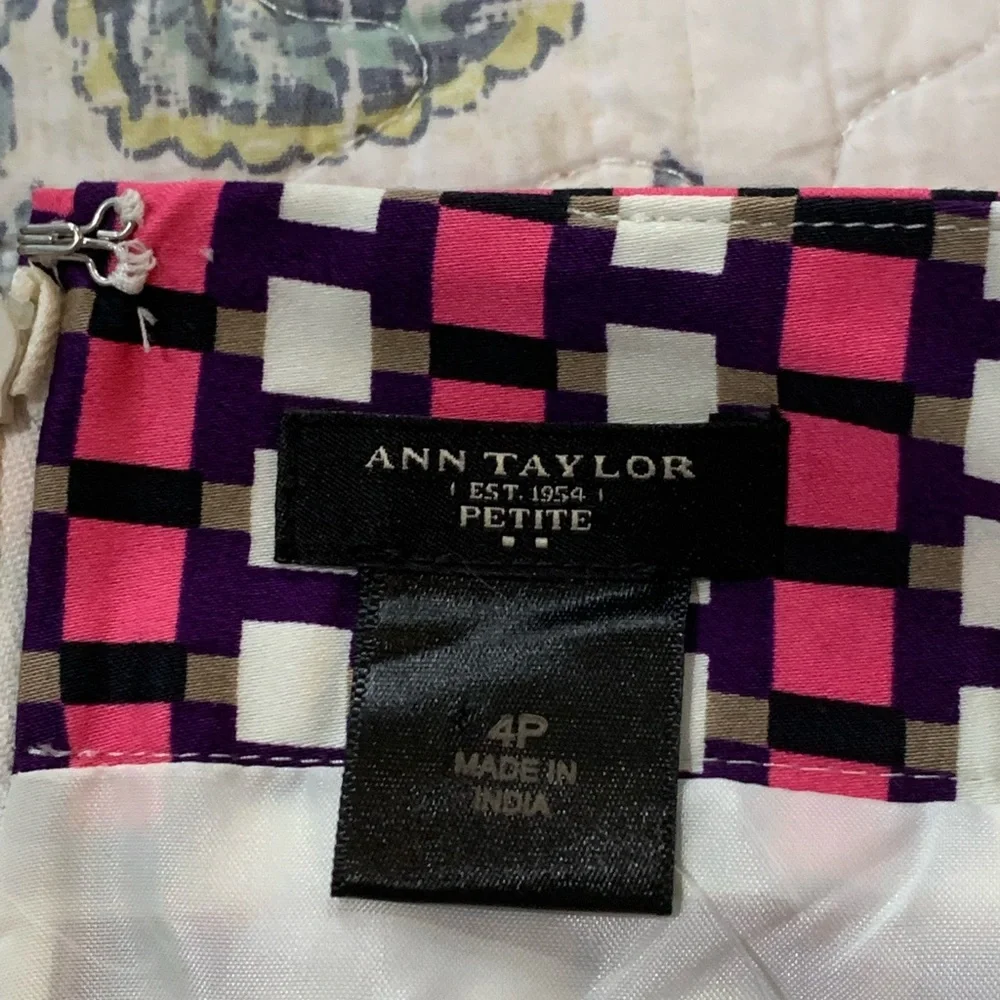 ANN TAYLOR
EST. 1954
PETITE
4P
MADE IN
INDIA